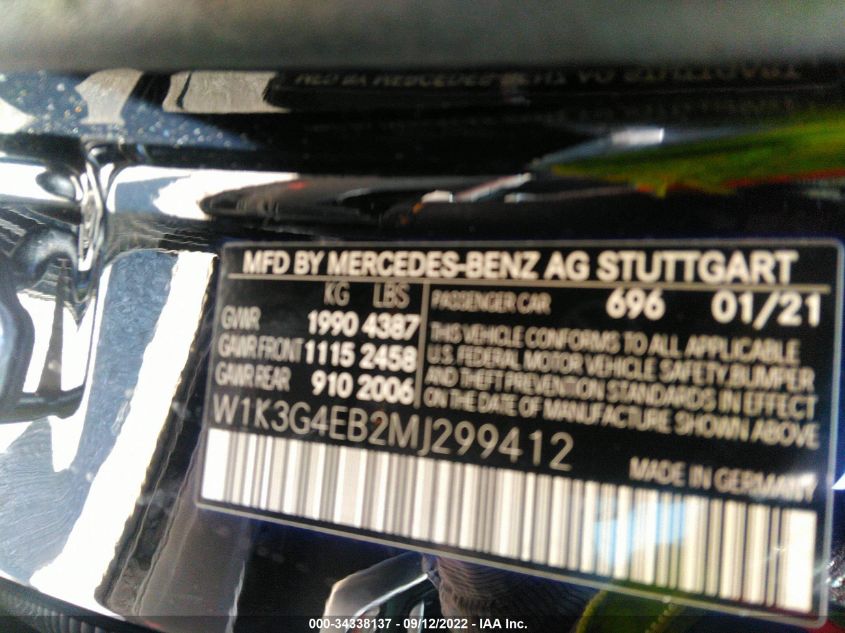 MFD BY MERCEDES-BENZ AG STUTTGART
KG LBS
GVWR 1990 4387
GAWR FRONT 1115 2458
GAWR REAR 910 2006
PASSENGER CAR 696 01/21
THIS VEHICLE CONFORMS TO ALL APPLICABLE
U.S. FEDERAL MOTOR VEHICLE SAFETY, BUMPER
AND THEFT PREVENTION STANDARDS IN EFFECT
ON THE DATE OF MANUFACTURE SHOWN ABOVE.
W1K3G4EB2MJ299412
MADE IN GERMANY
000-34338137 - 09/12/2022 - IAA Inc.